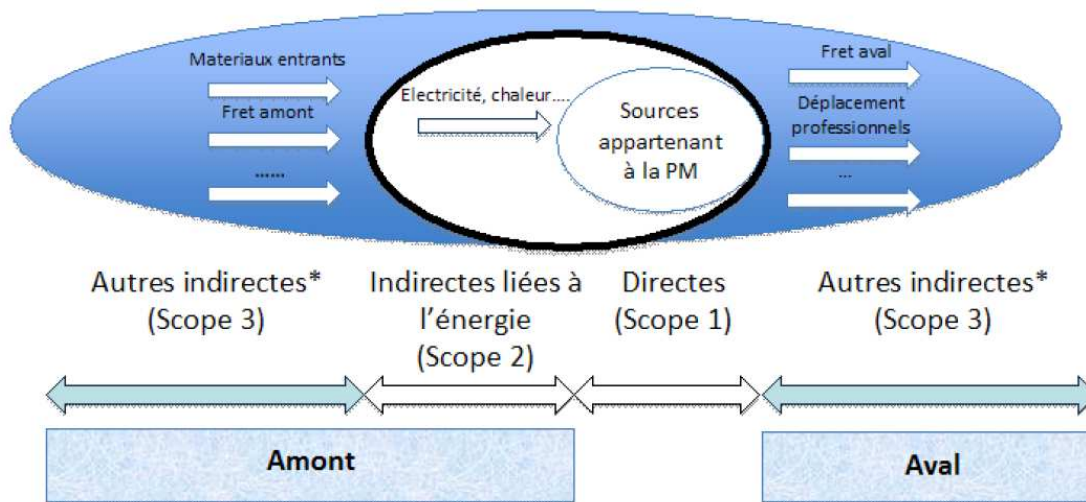 Materiaux entrants
Fret amont
......
Electricité, chaleur....
Sources
appartenant
à la PM
Fret aval
Déplacement
professionnels
...
Autres indirectes*
(Scope 3)
Indirectes liées à
l'énergie
(Scope 2)
Directes
(Scope 1)
Autres indirectes*
(Scope 3)
Amont
Aval